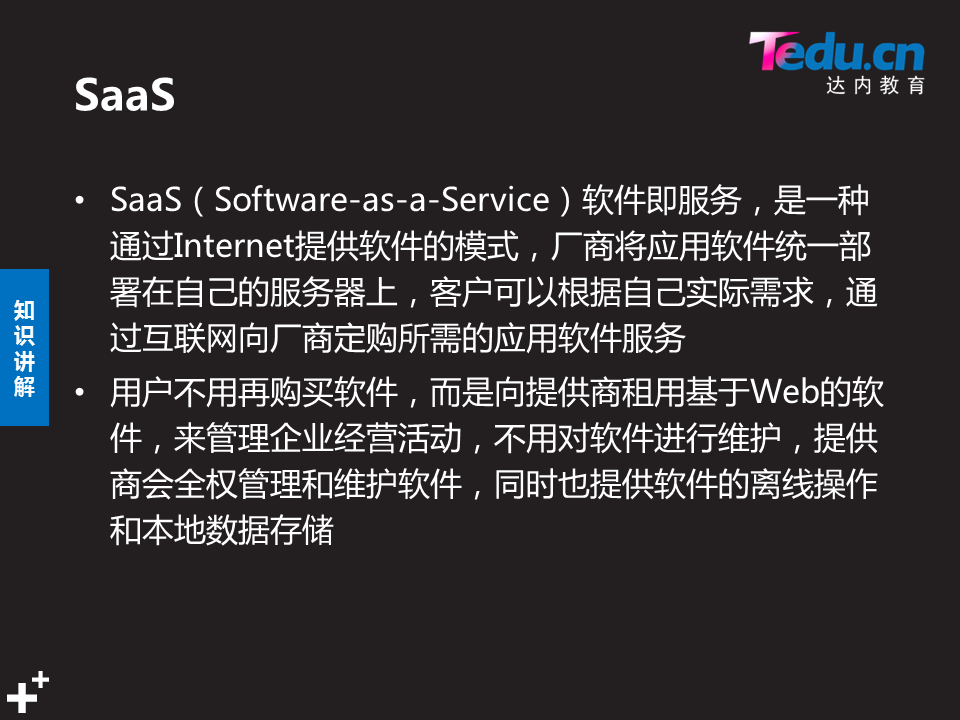 Tedu.cn
达内教育
SaaS
• SaaS（Software-as-a-Service）软件即服务，是一种
通过Internet提供软件的模式，厂商将应用软件统一部
署在自己的服务器上，客户可以根据自己实际需求，通
过互联网向厂商定购所需的应用软件服务
• 用户不用再购买软件，而是向提供商租用基于Web的软
件，来管理企业经营活动，不用对软件进行维护，提供
商会全权管理和维护软件，同时也提供软件的离线操作
和本地数据存储
知
识
讲
解